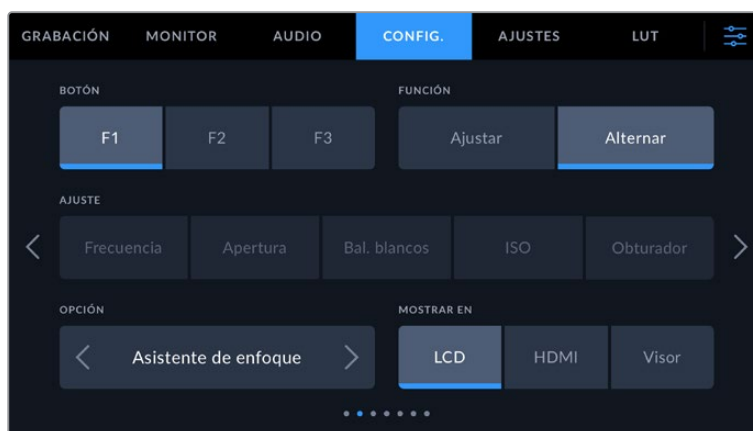 GRABACIÓN MONITOR AUDIO CONFIG. AJUSTES LUT
BOTÓN FUNCIÓN
F1 F2 F3 Ajustar Alternar
AJUSTE
Frecuencia Apertura Bal. blancos ISO Obturador
OPCIÓN MOSTRAR EN
Asistente de enfoque LCD HDMI Visor